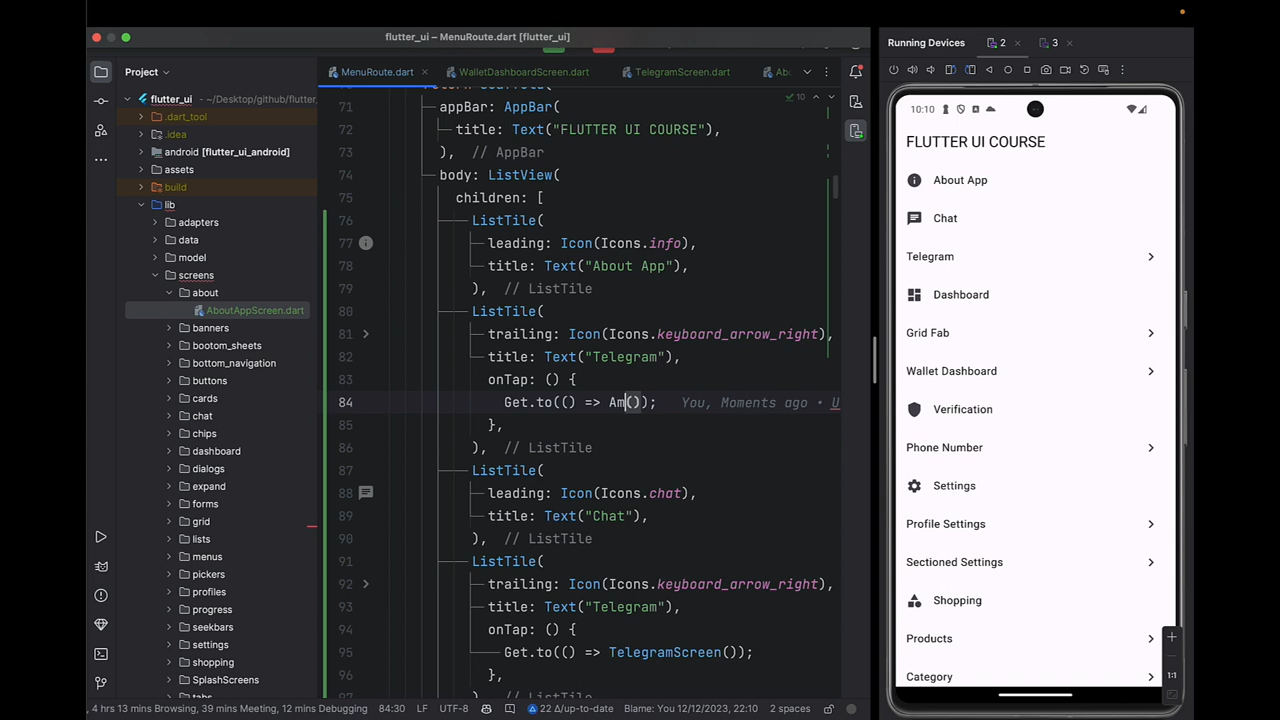 flutter_ui – MenuRoute.dart [flutter_ui]
Project
MenuRoute.dart
WalletDashboardScreen.dart
TelegramScreen.dart
flutter_ui ~/Desktop/github/flutter_
.dart_tool
.idea
android [flutter_ui_android]
assets
build
lib
adapters
data
model
screens
about
AboutAppScreen.dart
banners
bootom_sheets
bottom_navigation
buttons
cards
chat
chips
dashboard
dialogs
expand
forms
grid
lists
menus
pickers
profiles
progress
seekbars
settings
shopping
SplashScreens
10
71 appBar: AppBar(
72 title: Text("FLUTTER UI COURSE"),
73 ), // AppBar
74 body: ListView(
75 children: [
76 ListTile(
77 leading: Icon(Icons.info),
78 title: Text("About App"),
79 ), // ListTile
80 ListTile(
81 trailing: Icon(Icons.keyboard_arrow_right),
82 title: Text("Telegram"),
83 onTap: () {
84 Get.to(() => Am()); You, Moments ago • U
85 },
86 ), // ListTile
87 ListTile(
88 leading: Icon(Icons.chat),
89 title: Text("Chat"),
90 ), // ListTile
91 ListTile(
92 trailing: Icon(Icons.keyboard_arrow_right),
93 title: Text("Telegram"),
94 onTap: () {
95 Get.to(() => TelegramScreen());
96 },
4 hrs 13 mins Browsing, 39 mins Meeting, 12 mins Debugging 84:30 LF UTF-8 22 Δ/up-to-date Blame: You 12/12/2023, 22:10 2 spaces
Running Devices 2 3
10:10
FLUTTER UI COURSE
About App
Chat
Telegram
Dashboard
Grid Fab
Wallet Dashboard
Verification
Phone Number
Settings
Profile Settings
Sectioned Settings
Shopping
Products
Category
1:1